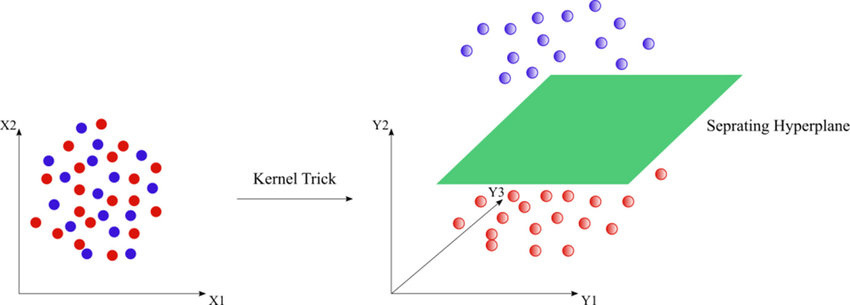 X2
X1
Kernel Trick
Y2
Y3
Y1
Seprating Hyperplane